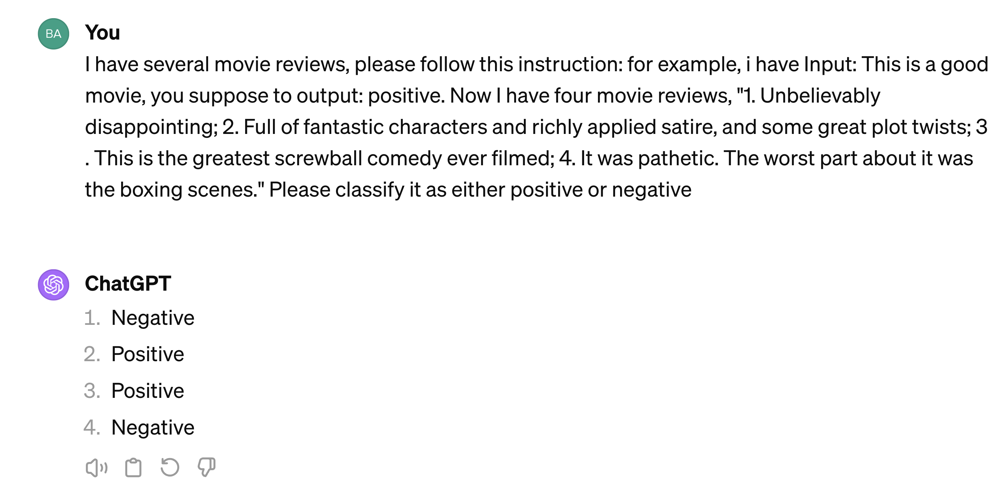 BA
You
I have several movie reviews, please follow this instruction: for example, i have Input: This is a good
movie, you suppose to output: positive. Now I have four movie reviews, "1. Unbelievably
disappointing; 2. Full of fantastic characters and richly applied satire, and some great plot twists; 3
. This is the greatest screwball comedy ever filmed; 4. It was pathetic. The worst part about it was
the boxing scenes." Please classify it as either positive or negative
ChatGPT
1. Negative
2. Positive
3. Positive
4. Negative